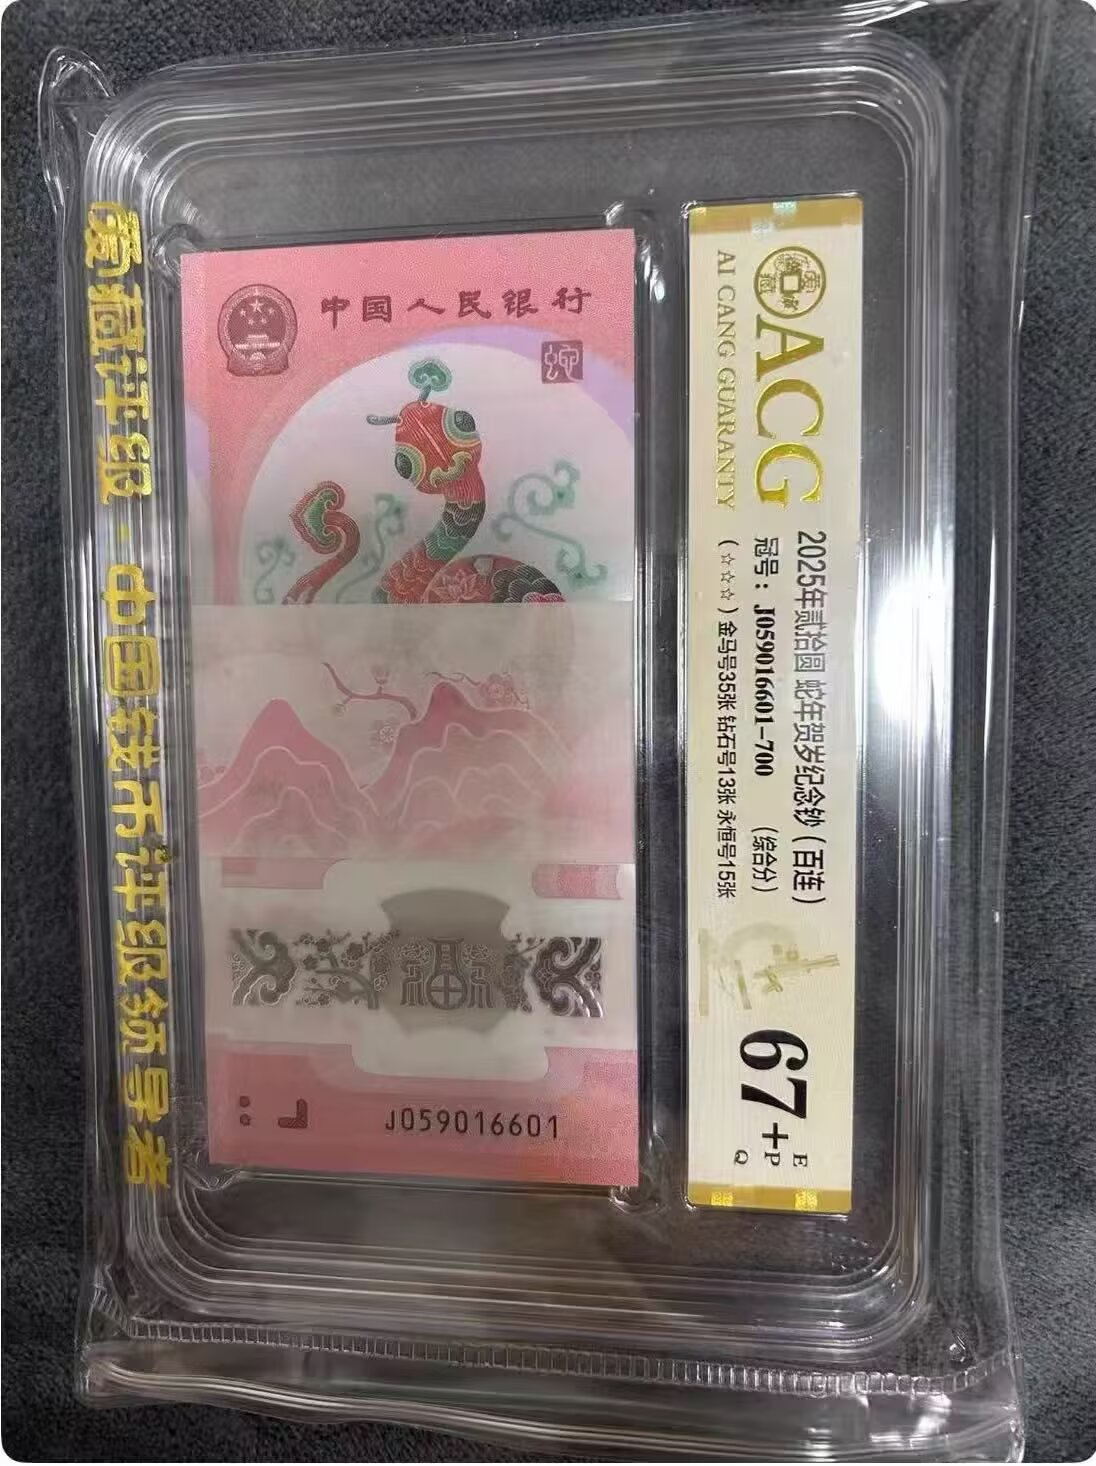 爱藏评级·中国钱币评级领导者
中国人民银行
蛇
J059016601
ACG
AI CANG GUARANTY
2025年贰拾圆 蛇年贺岁纪念钞（百连）
冠号：J059016601-700 （综合分）
（☆☆☆）金马号35张 钻石号13张 永恒号15张
67+
E
P
Q